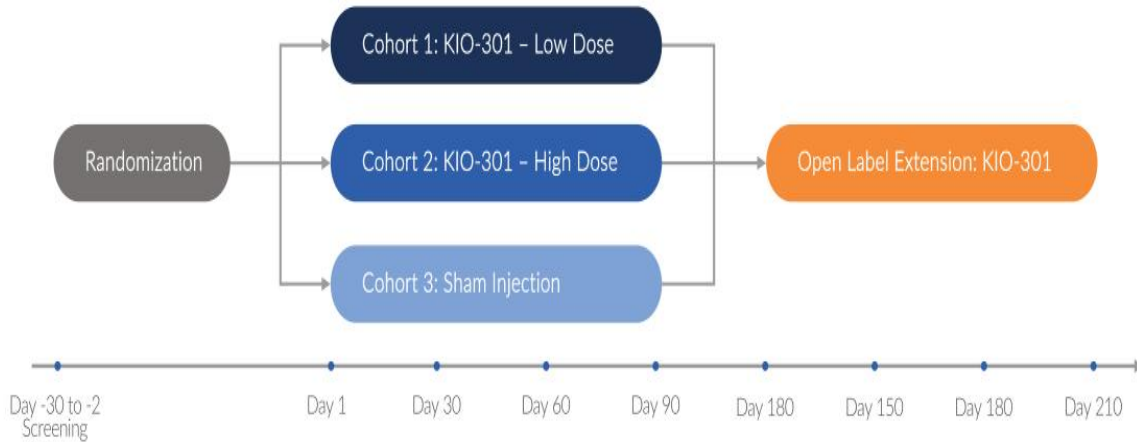 Cohort 1: KIO-301 – Low Dose
Randomization
Cohort 2: KIO-301 – High Dose
Open Label Extension: KIO-301
Cohort 3: Sham Injection
Day -30 to -2
Screening
Day 1
Day 30
Day 60
Day 90
Day 180
Day 150
Day 180
Day 210